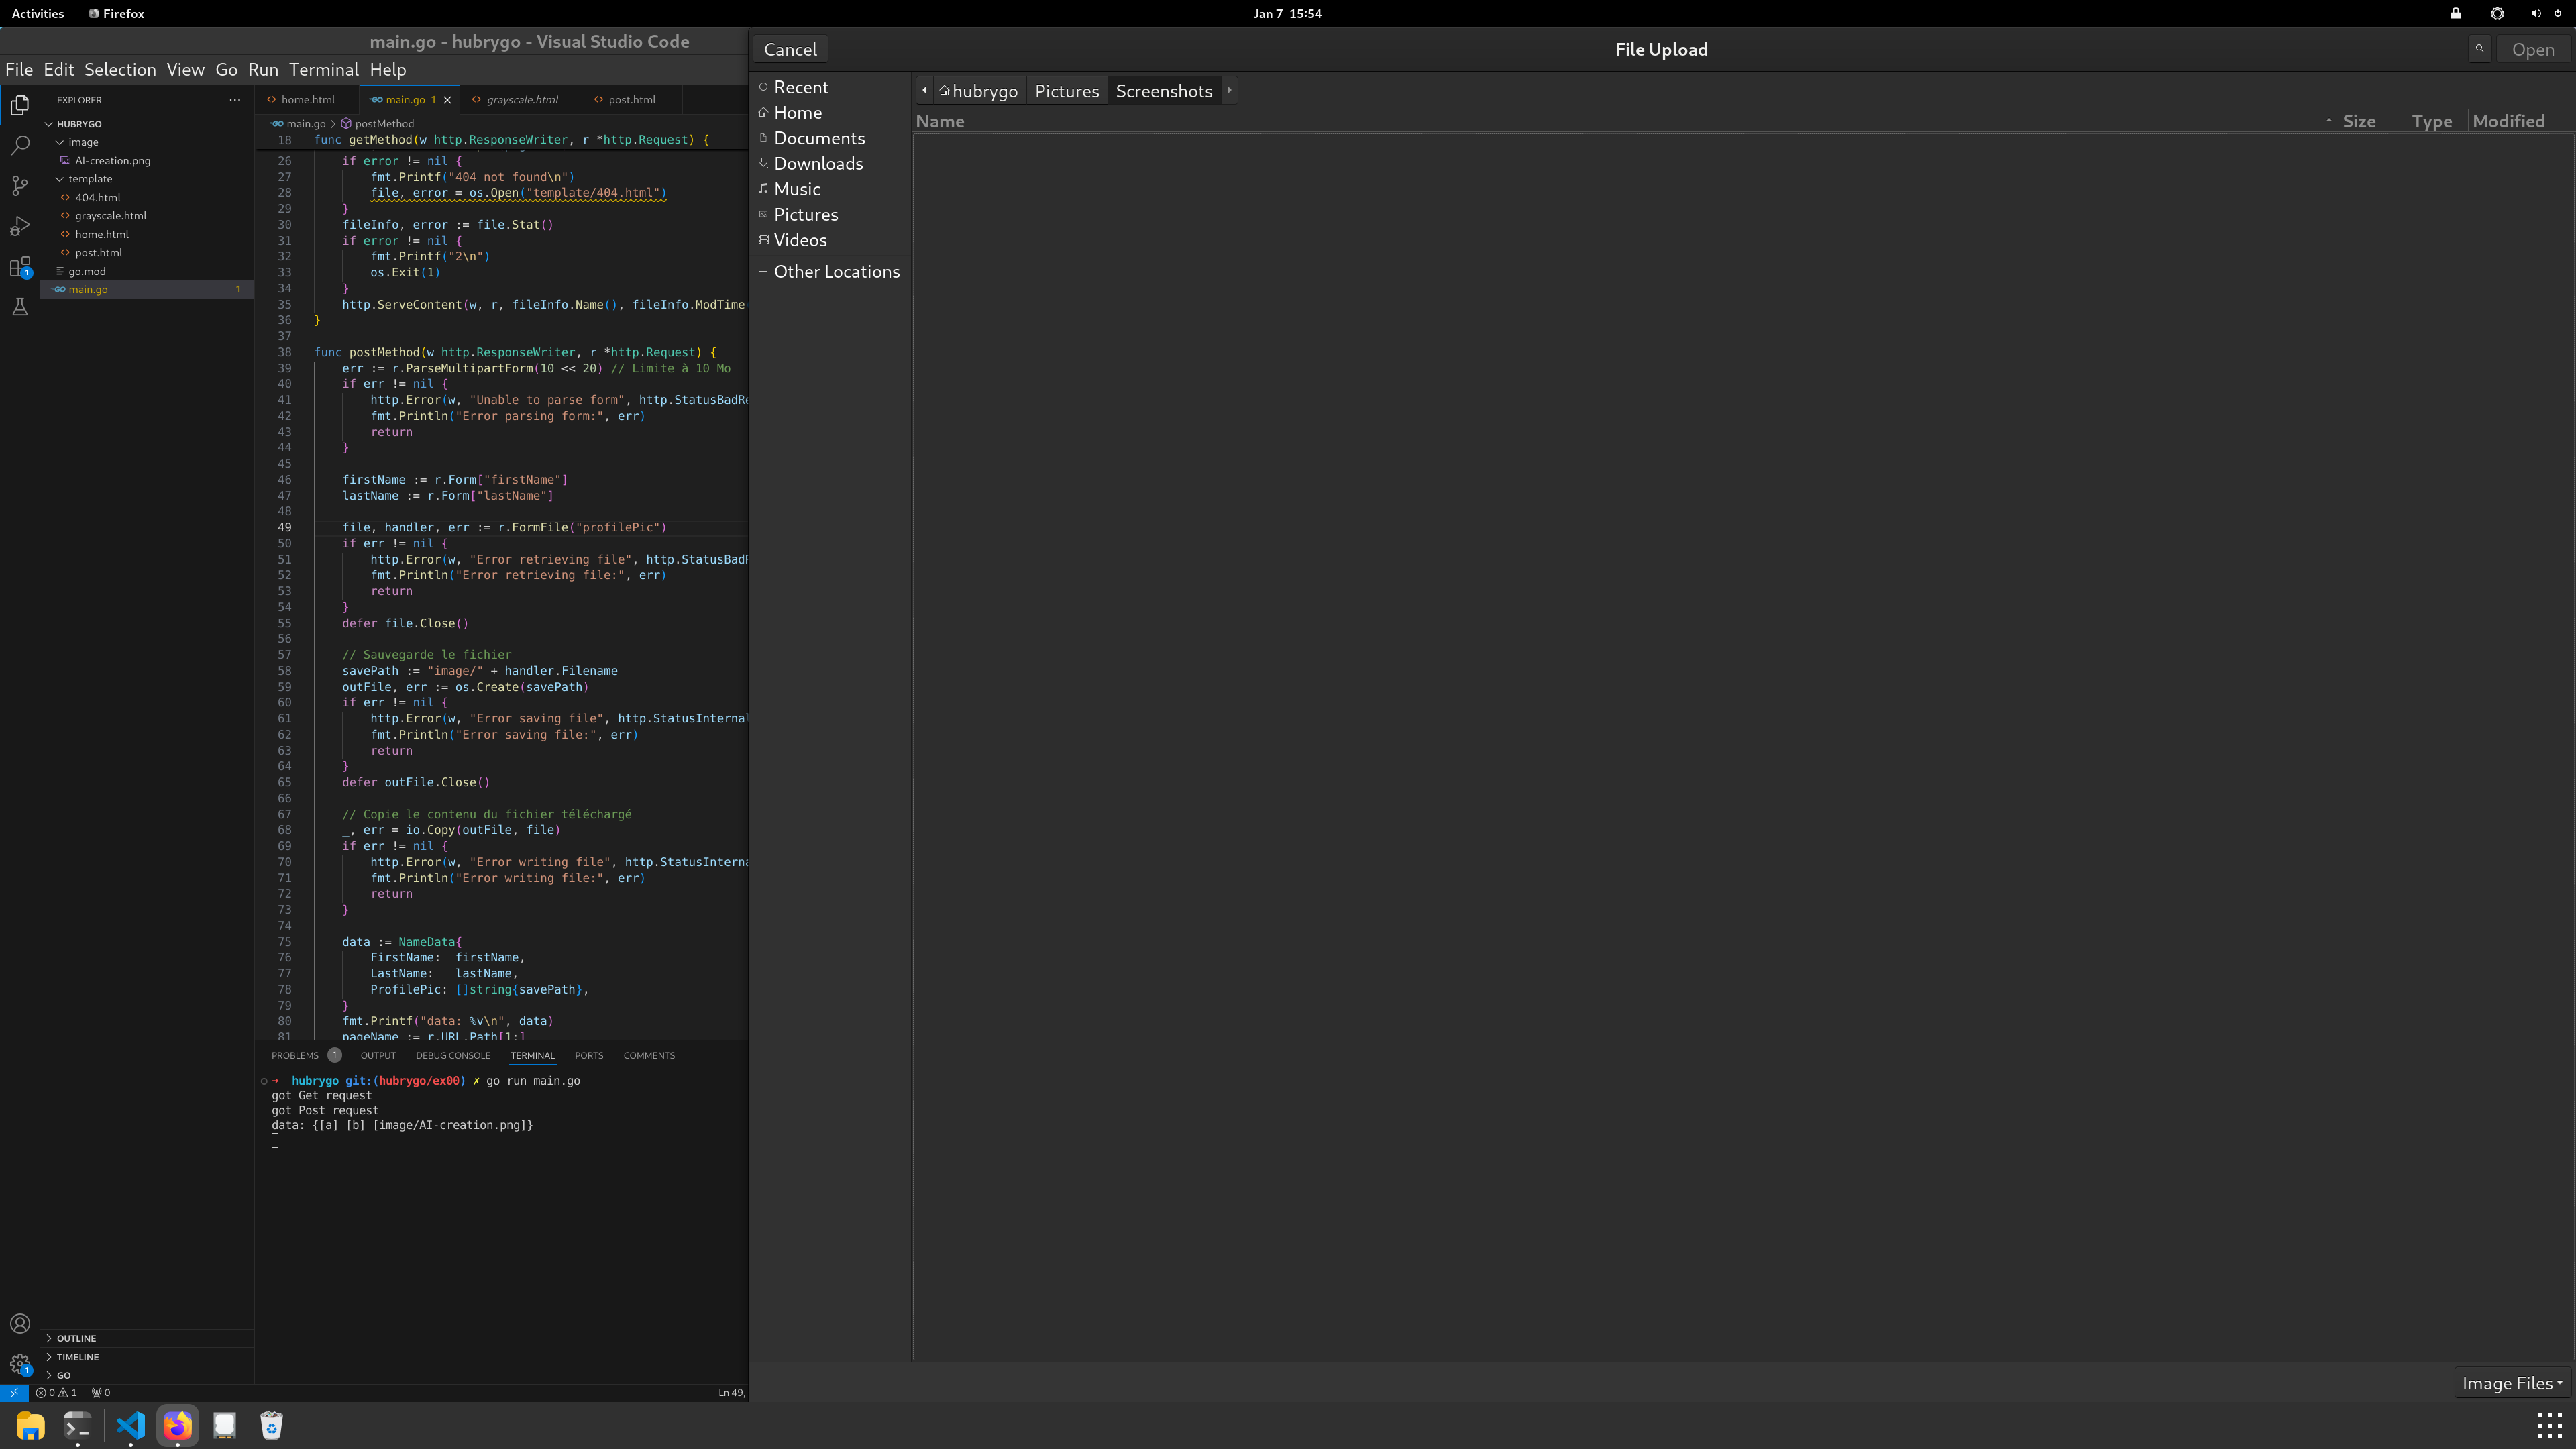 Activities Firefox Jan 7 15:54
main.go - hubrygo - Visual Studio Code
File Edit Selection View Go Run Terminal Help
EXPLORER
HUBRYGO
image
AI-creation.png
template
404.html
grayscale.html
home.html
post.html
go.mod
main.go 1
OUTLINE
TIMELINE
GO
home.html main.go 1 grayscale.html post.html
main.go > postMethod
18 func getMethod(w http.ResponseWriter, r *http.Request) {
26 if error != nil {
27 fmt.Printf("404 not found\n")
28 file, error = os.Open("template/404.html")
29 }
30 fileInfo, error := file.Stat()
31 if error != nil {
32 fmt.Printf("2\n")
33 os.Exit(1)
34 }
35 http.ServeContent(w, r, fileInfo.Name(), fileInfo.ModTime
36 }
37
38 func postMethod(w http.ResponseWriter, r *http.Request) {
39 err := r.ParseMultipartForm(10 << 20) // Limite à 10 Mo
40 if err != nil {
41 http.Error(w, "Unable to parse form", http.StatusBadRe
42 fmt.Println("Error parsing form:", err)
43 return
44 }
45
46 firstName := r.Form["firstName"]
47 lastName := r.Form["lastName"]
48
49 file, handler, err := r.FormFile("profilePic")
50 if err != nil {
51 http.Error(w, "Error retrieving file", http.StatusBadR
52 fmt.Println("Error retrieving file:", err)
53 return
54 }
55 defer file.Close()
56
57 // Sauvegarde le fichier
58 savePath := "image/" + handler.Filename
59 outFile, err := os.Create(savePath)
60 if err != nil {
61 http.Error(w, "Error saving file", http.StatusInternal
62 fmt.Println("Error saving file:", err)
63 return
64 }
65 defer outFile.Close()
66
67 // Copie le contenu du fichier téléchargé
68 _, err = io.Copy(outFile, file)
69 if err != nil {
70 http.Error(w, "Error writing file", http.StatusInterna
71 fmt.Println("Error writing file:", err)
72 return
73 }
74
75 data := NameData{
76 FirstName: firstName,
77 LastName: lastName,
78 ProfilePic: []string{savePath},
79 }
80 fmt.Printf("data: %v\n", data)
81 pageName := r.URL.Path[1:]
PROBLEMS 1 OUTPUT DEBUG CONSOLE TERMINAL PORTS COMMENTS
➜ hubrygo git:(hubrygo/ex00) ✗ go run main.go
got Get request
got Post request
data: {[a] [b] [image/AI-creation.png]}
0 1 0 Ln 49,
Cancel File Upload Open
Recent
Home
Documents
Downloads
Music
Pictures
Videos
+ Other Locations
hubrygo Pictures Screenshots
Name Size Type Modified
Image Files